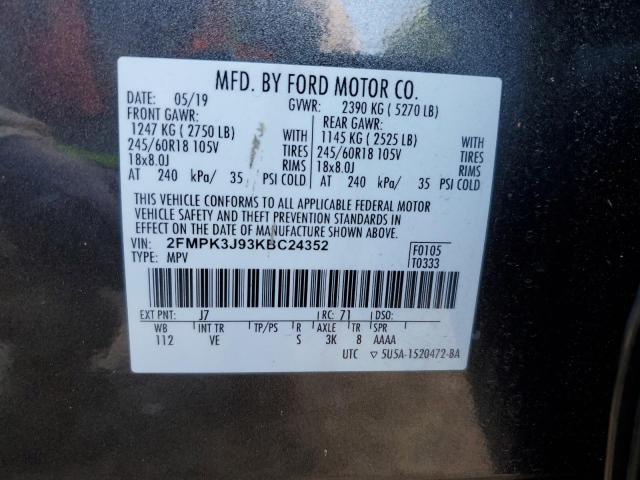 MFD. BY FORD MOTOR CO.
DATE: 05/19 GVWR: 2390 KG ( 5270 LB)
FRONT GAWR: REAR GAWR:
1247 KG ( 2750 LB) WITH 1145 KG ( 2525 LB) WITH
245/60R18 105V TIRES 245/60R18 105V TIRES
18x8.0J RIMS 18x8.0J RIMS
AT 240 kPa/ 35 PSI COLD AT 240 kPa/ 35 PSI COLD
THIS VEHICLE CONFORMS TO ALL APPLICABLE FEDERAL MOTOR
VEHICLE SAFETY AND THEFT PREVENTION STANDARDS IN
EFFECT ON THE DATE OF MANUFACTURE SHOWN ABOVE.
VIN: 2FMPK3J93KBC24352 F0105
TYPE: MPV T0333
EXT PNT: J7 RC: 71 DSO:
WB INT TR TP/PS R AXLE TR SPR
112 VE S 3K 8 AAAA
UTC ▽5U5A-1520472-BA